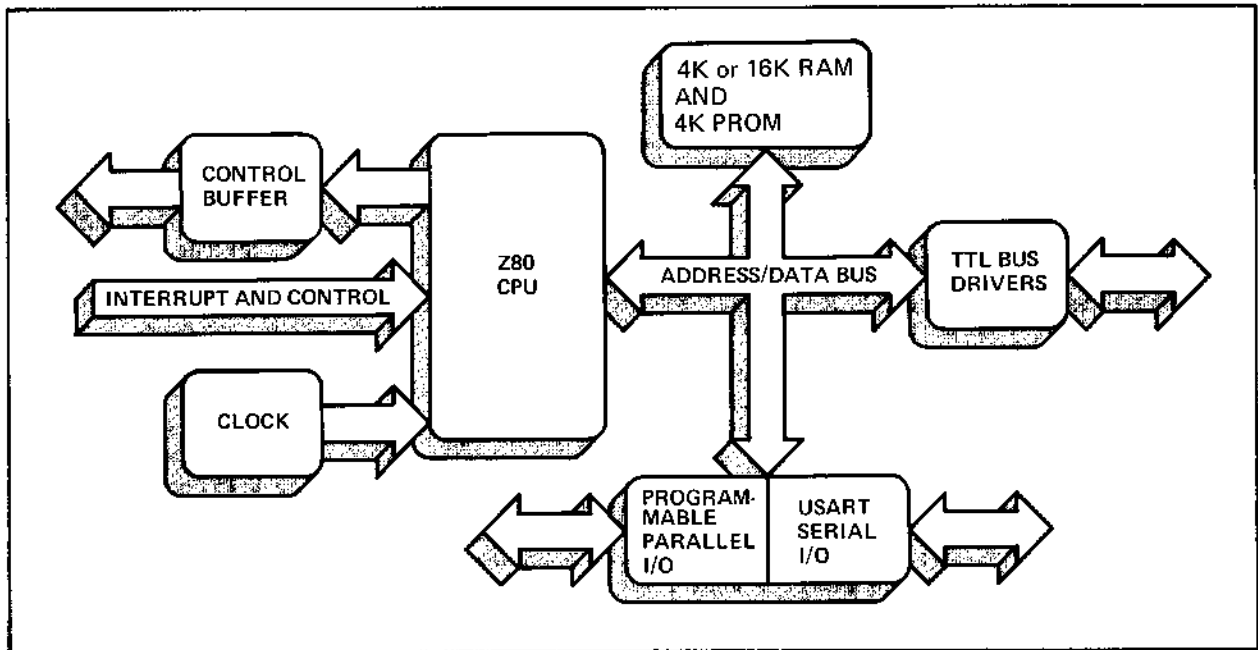 4K or 16K RAM
AND
4K PROM
CONTROL
BUFFER
Z80
CPU
INTERRUPT AND CONTROL
ADDRESS/DATA BUS
TTL BUS
DRIVERS
CLOCK
PROGRAM-
MABLE
PARALLEL
I/O
USART
SERIAL
I/O